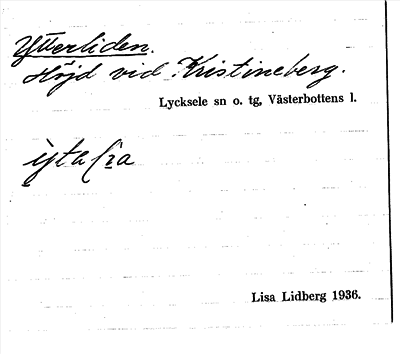 Ytterliden.
Höjd vid Kristineberg.
Lycksele sn o. tg, Västerbottens l.
Lisa Lidberg 1936.